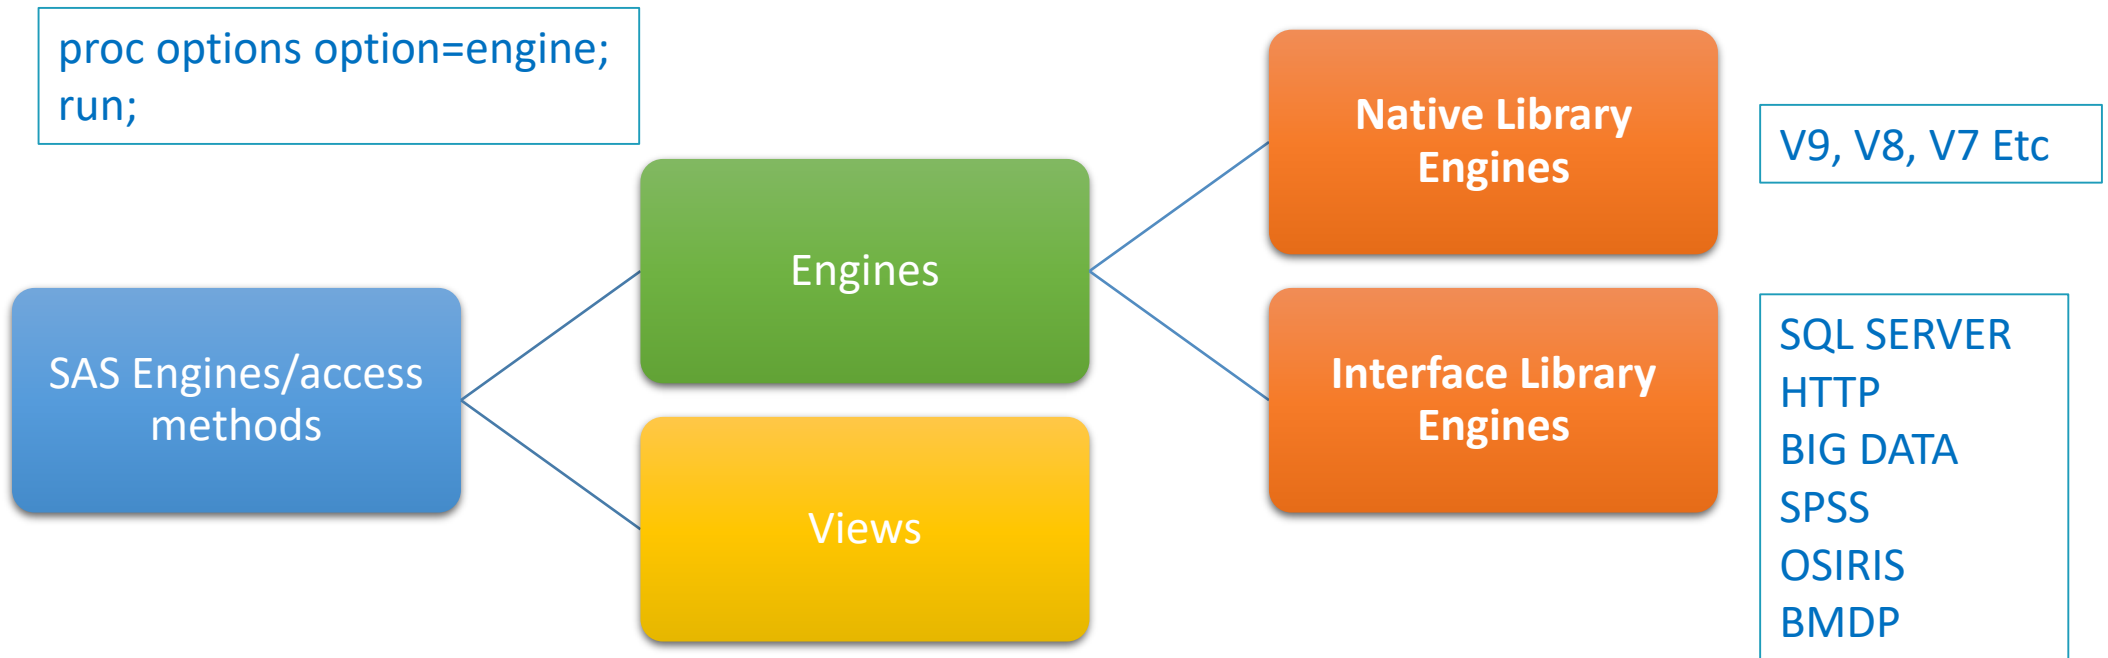 proc options option=engine;
run;
SAS Engines/access
methods
Engines
Views
Native Library
Engines
V9, V8, V7 Etc
Interface Library
Engines
SQL SERVER
HTTP
BIG DATA
SPSS
OSIRIS
BMDP